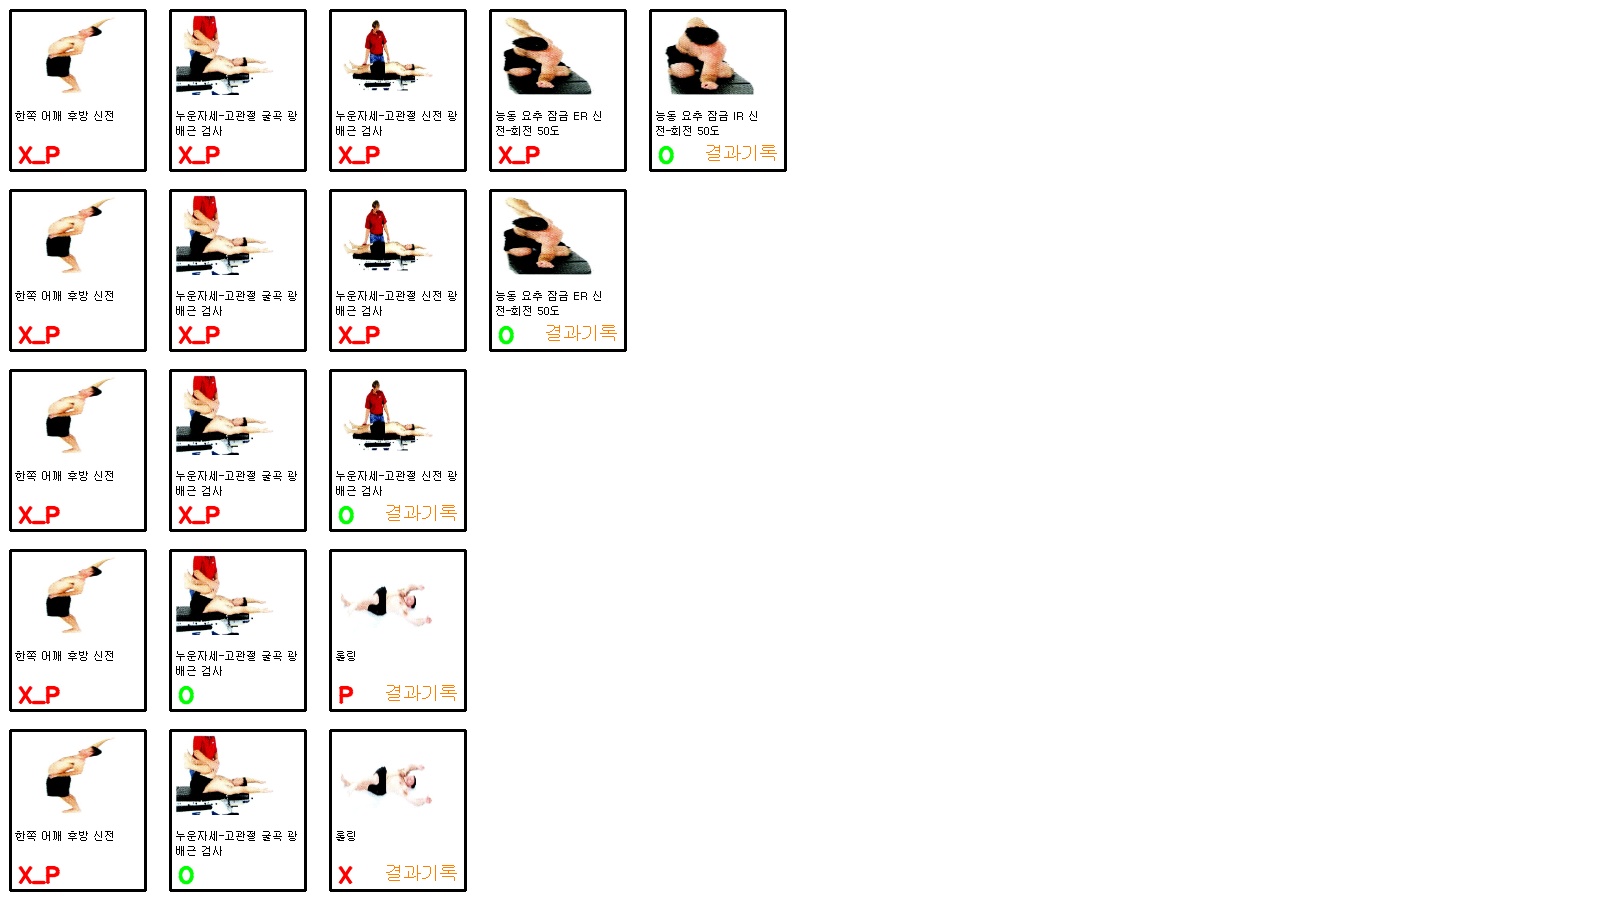 한쪽 어깨 후방 신전
X_P
누운자세-고관절 굴곡 광
배근 검사
X_P
누운자세-고관절 신전 광
배근 검사
X_P
능동 요추 잠금 ER 신
전-회전 50도
X_P
능동 요추 잠금 IR 신
전-회전 50도
O 결과기록
한쪽 어깨 후방 신전
X_P
누운자세-고관절 굴곡 광
배근 검사
X_P
누운자세-고관절 신전 광
배근 검사
X_P
능동 요추 잠금 ER 신
전-회전 50도
O 결과기록
한쪽 어깨 후방 신전
X_P
누운자세-고관절 굴곡 광
배근 검사
X_P
누운자세-고관절 신전 광
배근 검사
O 결과기록
한쪽 어깨 후방 신전
X_P
누운자세-고관절 굴곡 광
배근 검사
O
롤링
P 결과기록
한쪽 어깨 후방 신전
X_P
누운자세-고관절 굴곡 광
배근 검사
O
롤링
X 결과기록